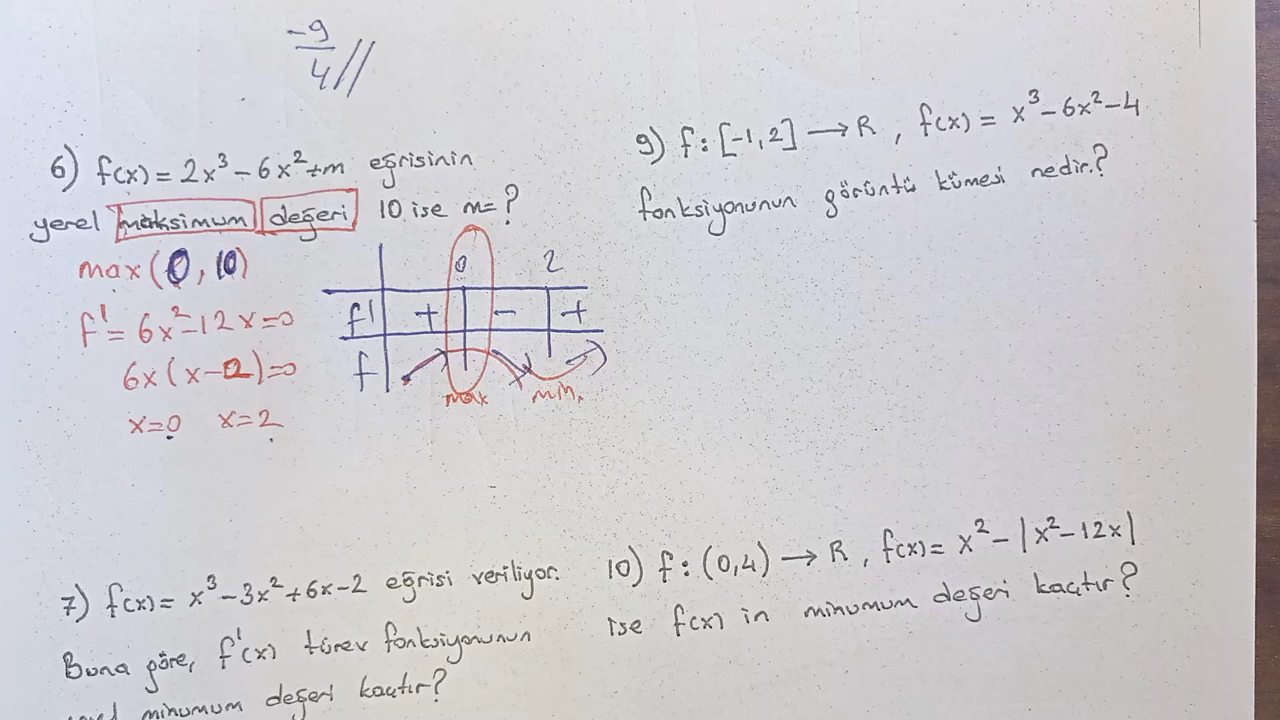 -9/4 //
6) f(x) = 2x³ - 6x² + m eğrisinin
yerel maksimum değeri 10 ise m=?
max (0, 10)
f' = 6x² - 12x = 0
6x (x-2) = 0
x=0 x=2
0 2
f' + - +
f
max min.
7) f(x) = x³ - 3x² + 6x - 2 eğrisi veriliyor.
Buna göre, f'(x) türev fonksiyonunun
minumum değeri kaçtır?
9) f: [-1, 2] → R , f(x) = x³ - 6x² - 4
fonksiyonunun görüntü kümesi nedir.?
10) f: (0,4) → R , f(x) = x² - |x² - 12x|
ise f(x) in minumum değeri kaçtır?